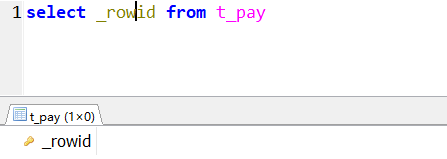 1 select _rowid from t_pay
t_pay (1×0)
_rowid